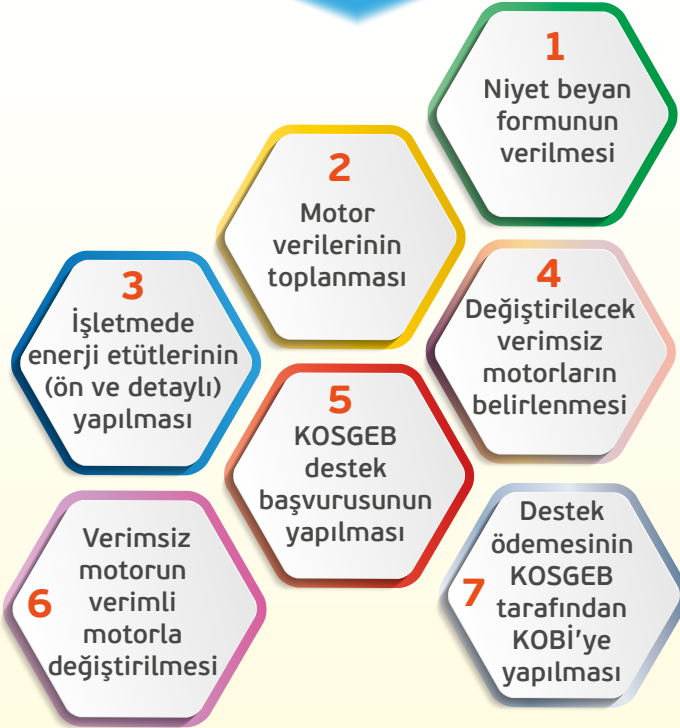 1
Niyet beyan
formunun
verilmesi
2
Motor
verilerinin
toplanması
3
İşletmede
enerji etütlerinin
(ön ve detaylı)
yapılması
4
Değiştirilecek
verimsiz
motorların
belirlenmesi
5
KOSGEB
destek
başvurusunun
yapılması
6
Verimsiz
motorun
verimli
motorla
değiştirilmesi
7
Destek
ödemesinin
KOSGEB
tarafından
KOBİ'ye
yapılması